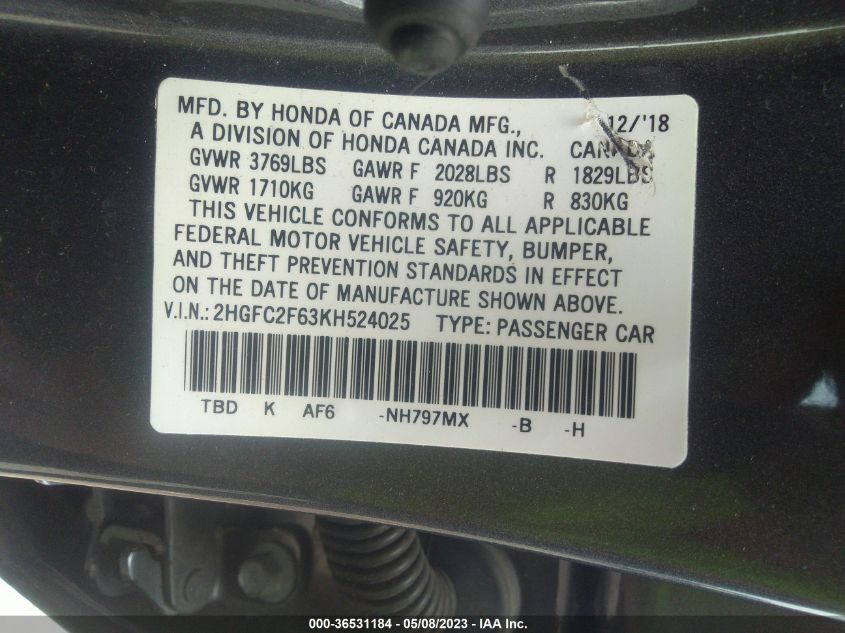 MFD. BY HONDA OF CANADA MFG., 12/'18
A DIVISION OF HONDA CANADA INC. CANADA
GVWR 3769LBS GAWR F 2028LBS R 1829LBS
GVWR 1710KG GAWR F 920KG R 830KG
THIS VEHICLE CONFORMS TO ALL APPLICABLE
FEDERAL MOTOR VEHICLE SAFETY, BUMPER,
AND THEFT PREVENTION STANDARDS IN EFFECT
ON THE DATE OF MANUFACTURE SHOWN ABOVE.
V.I.N.: 2HGFC2F63KH524025 TYPE: PASSENGER CAR
TBD K AF6 -NH797MX -B -H
000-36531184 - 05/08/2023 - IAA Inc.